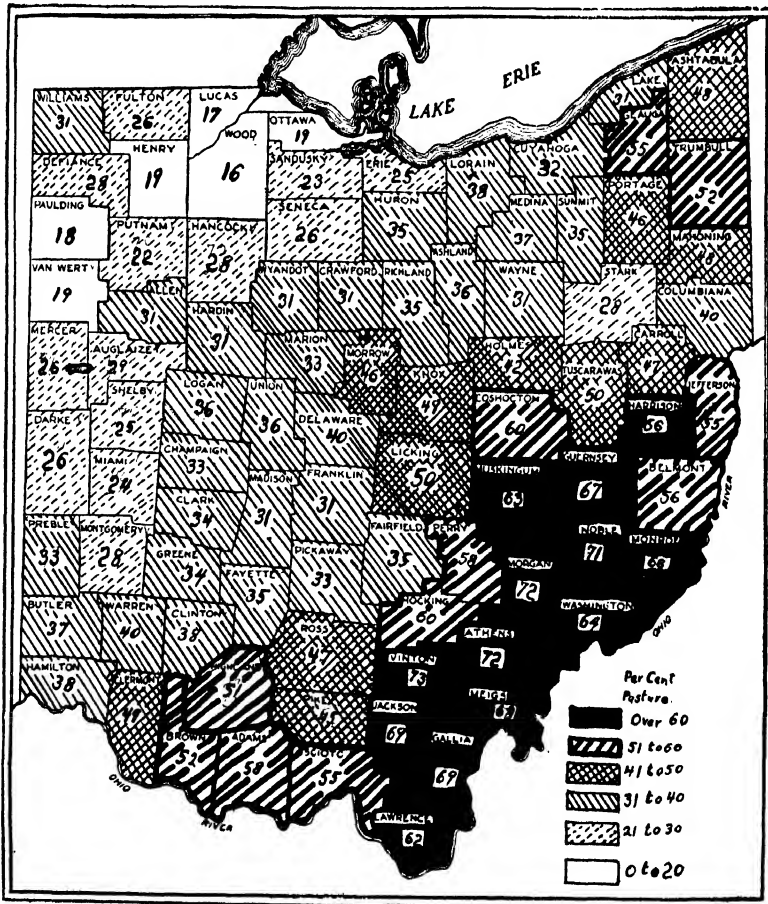 LAKE ERIE
WILLIAMS
31
FULTON
26
LUCAS
17
OTTAWA
19
WOOD
16
HENRY
19
DEFIANCE
28
SANDUSKY
23
ERIE
25
LORAIN
38
CUYAHOGA
32
LAKE
31
GEAUGA
55
ASHTABULA
48
TRUMBULL
52
PAULDING
18
PUTNAM
22
HANCOCK
28
SENECA
26
HURON
35
MEDINA
37
SUMMIT
35
PORTAGE
46
MAHONING
48
VAN WERT
19
ALLEN
31
HARDIN
31
WYANDOT
31
CRAWFORD
31
RICHLAND
35
ASHLAND
36
WAYNE
31
STARK
28
COLUMBIANA
40
MERCER
26
AUGLAIZE
29
MARION
33
MORROW
46
KNOX
49
HOLMES
42
TUSCARAWAS
50
CARROLL
47
JEFFERSON
55
SHELBY
25
LOGAN
36
UNION
36
DELAWARE
40
COSHOCTOM
60
HARRISON
56
DARKE
26
MIAMI
24
CHAMPAIGN
33
LICKING
50
MUSKINGUM
63
GUERNSEY
67
BELMONT
56
RIVER
CLARK
34
MADISON
31
FRANKLIN
31
PREBLE
33
MONTGOMERY
28
GREENE
34
FAYETTE
35
PICKAWAY
33
FAIRFIELD
35
PERRY
58
MORGAN
72
NOBLE
71
MONROE
68
BUTLER
37
WARREN
40
CLINTON
38
ROSS
47
HOCKING
60
ATHENS
72
WASHINGTON
64
OHIO
HAMILTON
38
CLERMONT
HIGHLAND
VINTON
73
MEIGS
JACKSON
69
GALLIA
69
BROWN
52
ADAMS
58
SCIOTO
55
OHIO
RIVER
LAWRENCE
62
Per Cent
Pasture.
Over 60
51 to 60
41 to 50
31 to 40
21 to 30
0 to 20